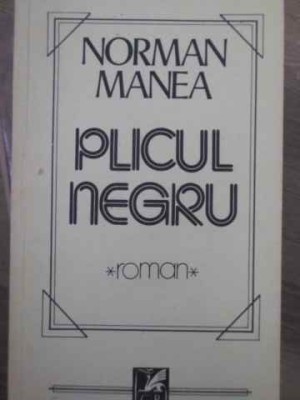 NORMAN
MANEA
PLICUL
NEGRU
*roman*